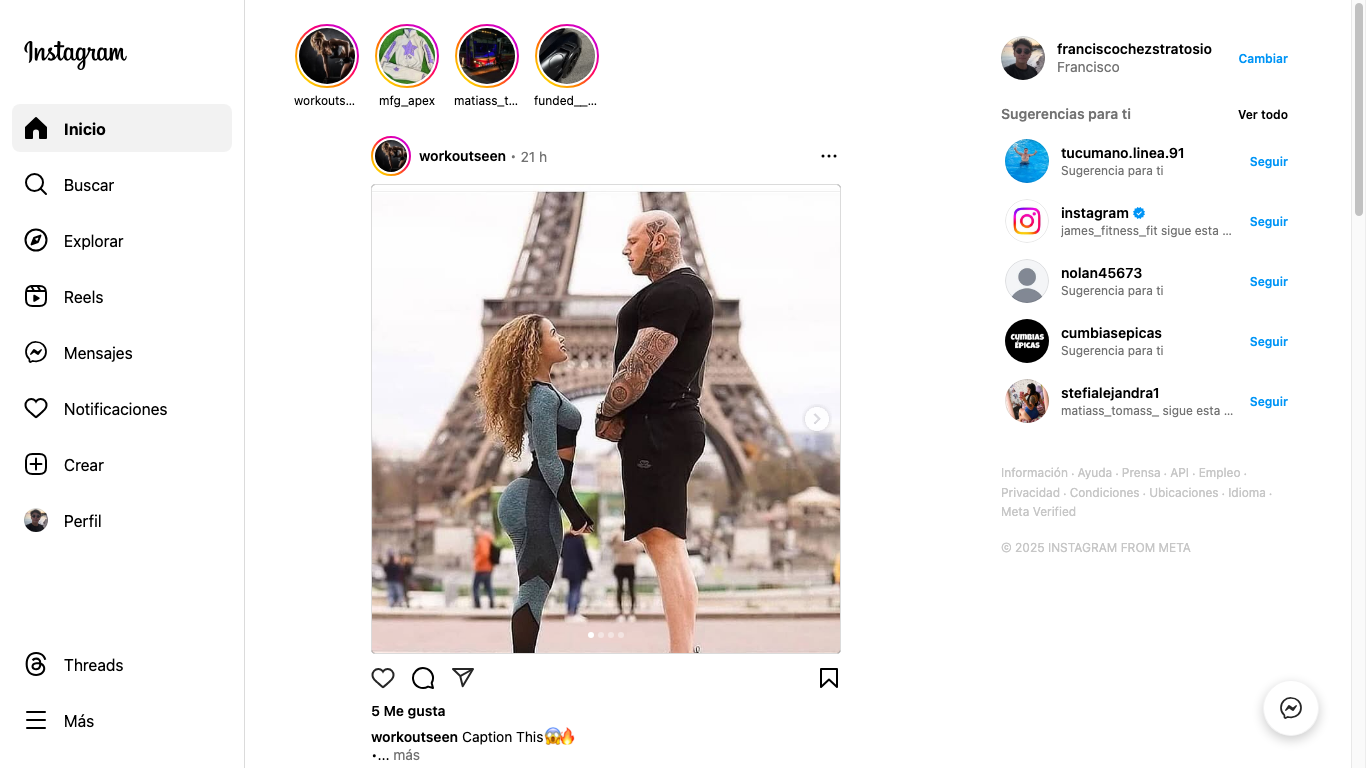 Instagram
Inicio
Buscar
Explorar
Reels
Mensajes
Notificaciones
Crear
Perfil
Threads
Más
workouts... mfg_apex matiass_t... funded__...
workoutseen • 21 h
5 Me gusta
workoutseen Caption This😱🔥
•... más
franciscochezstratosio
Francisco
Cambiar
Sugerencias para ti
Ver todo
tucumano.linea.91
Sugerencia para ti
Seguir
instagram
james_fitness_fit sigue esta ...
Seguir
nolan45673
Sugerencia para ti
Seguir
CUMBIAS
ÉPICAS
cumbiasepicas
Sugerencia para ti
Seguir
stefialejandra1
matiass_tomass_ sigue esta ...
Seguir
Información · Ayuda · Prensa · API · Empleo ·
Privacidad · Condiciones · Ubicaciones · Idioma ·
Meta Verified
© 2025 INSTAGRAM FROM META